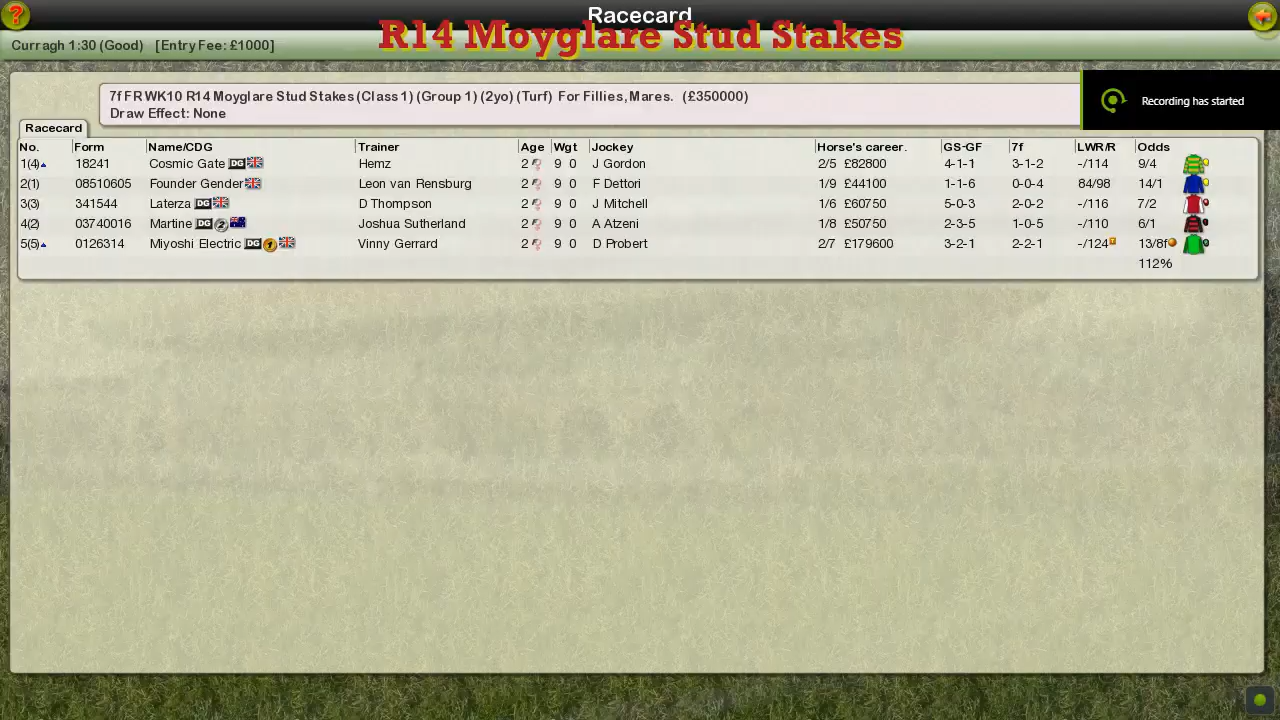 Racecard
R14 Moyglare Stud Stakes
Curragh 1:30 (Good) [Entry Fee: £1000]
7f FR WK10 R14 Moyglare Stud Stakes (Class 1) (Group 1) (2yo) (Turf) For Fillies, Mares. (£350000)
Draw Effect: None
Recording has started
Racecard
No. Form Name/CDG Trainer Age Wgt Jockey Horse's career. GS-GF 7f LWR/R Odds
1(4) 18241 Cosmic Gate DG Hemz 2 9 0 J Gordon 2/5 £82800 4-1-1 3-1-2 -/114 9/4
2(1) 08510605 Founder Gender Leon van Rensburg 2 9 0 F Dettori 1/9 £44100 1-1-6 0-0-4 84/98 14/1
3(3) 341544 Laterza DG D Thompson 2 9 0 J Mitchell 1/6 £60750 5-0-3 2-0-2 -/116 7/2
4(2) 03740016 Martine DG 2 Joshua Sutherland 2 9 0 A Atzeni 1/8 £50750 2-3-5 1-0-5 -/110 6/1
5(5) 0126314 Miyoshi Electric DG 1 Vinny Gerrard 2 9 0 D Probert 2/7 £179600 3-2-1 2-2-1 -/124 13/8f
112%